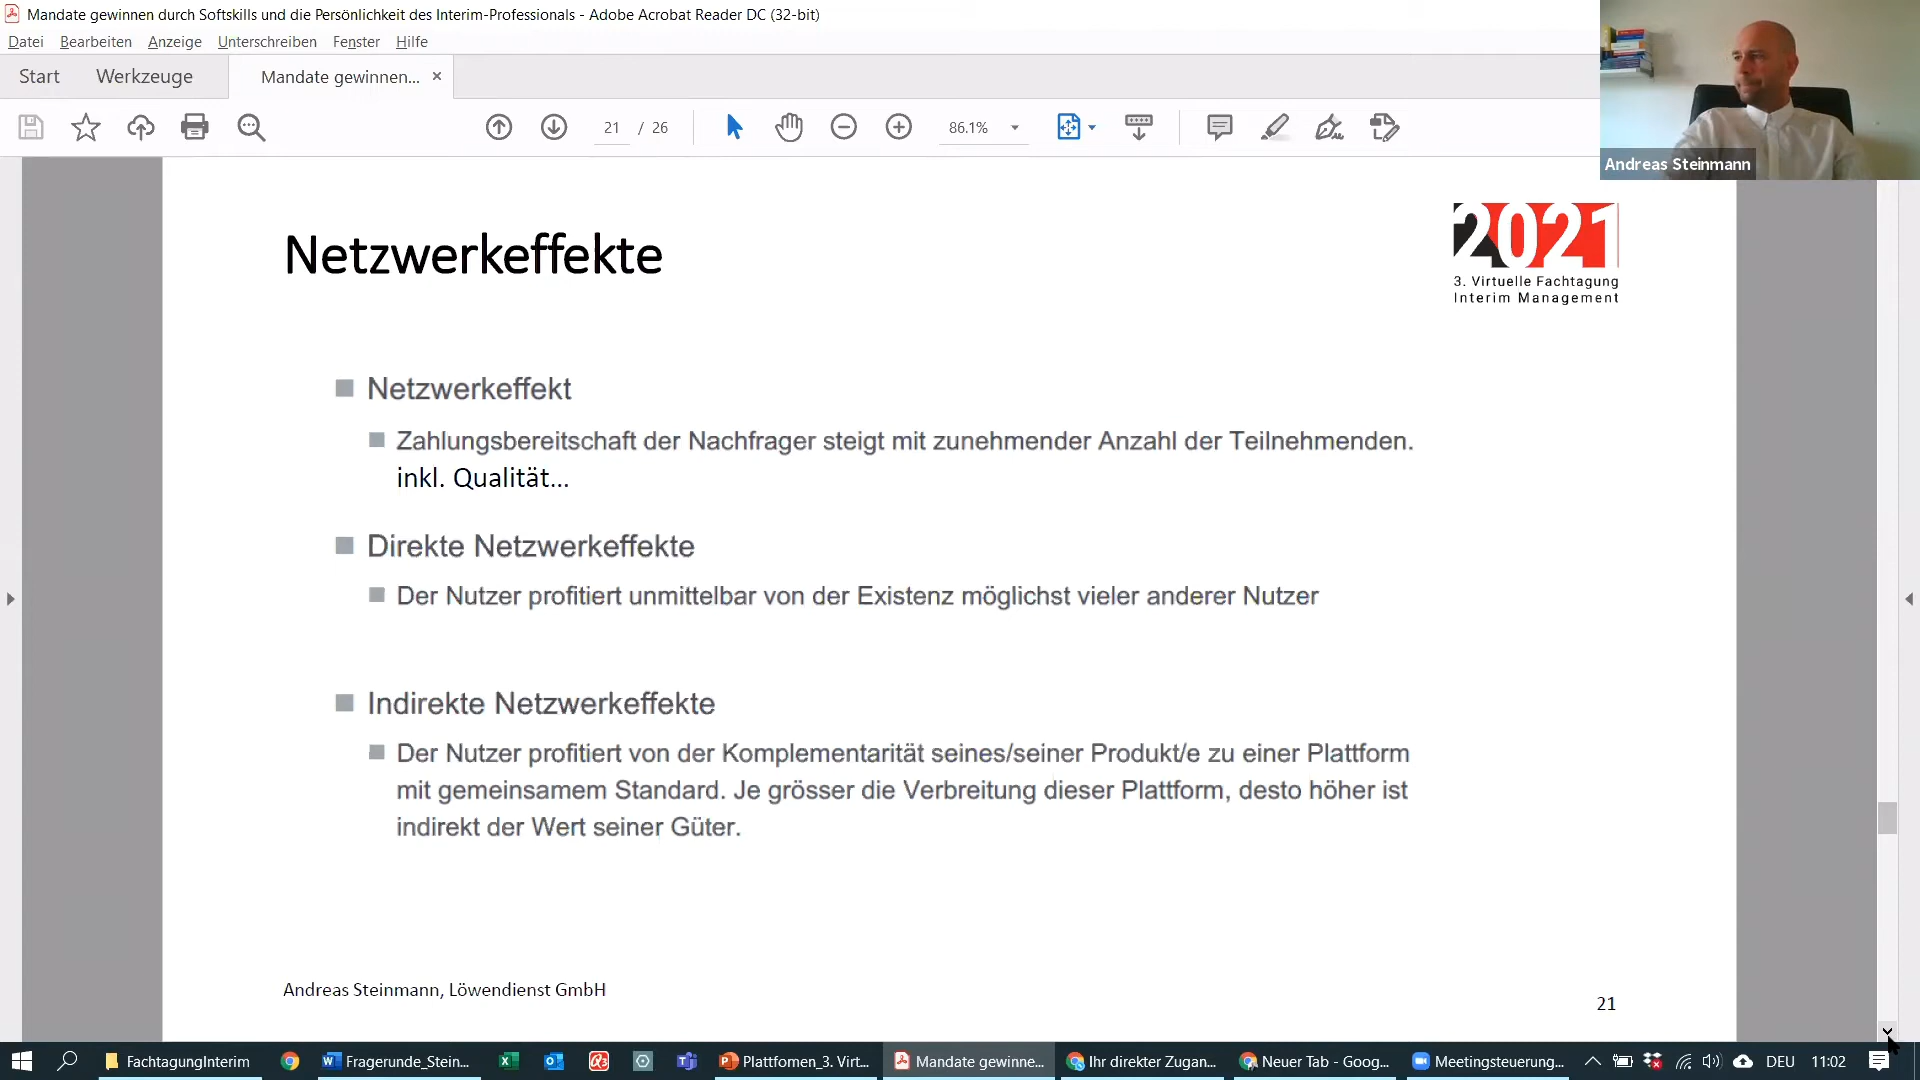 Mandate gewinnen durch Softskills und die Persönlichkeit des Interim-Professionals - Adobe Acrobat Reader DC (32-bit)
Datei Bearbeiten Anzeige Unterschreiben Fenster Hilfe
Start Werkzeuge Mandate gewinnen... ×
21 / 26 86.1%
Andreas Steinmann
2021
3. Virtuelle Fachtagung
Interim Management
Netzwerkeffekte
Netzwerkeffekt
Zahlungsbereitschaft der Nachfrager steigt mit zunehmender Anzahl der Teilnehmenden.
inkl. Qualität...
Direkte Netzwerkeffekte
Der Nutzer profitiert unmittelbar von der Existenz möglichst vieler anderer Nutzer
Indirekte Netzwerkeffekte
Der Nutzer profitiert von der Komplementarität seines/seiner Produkt/e zu einer Plattform
mit gemeinsamem Standard. Je grösser die Verbreitung dieser Plattform, desto höher ist
indirekt der Wert seiner Güter.
Andreas Steinmann, Löwendienst GmbH
21
FachtagungInterim Fragerunde_Stein... Plattfomen_3. Virt... Mandate gewinne... Ihr direkter Zugan... Neuer Tab - Goog... Meetingsteuerung... DEU 11:02